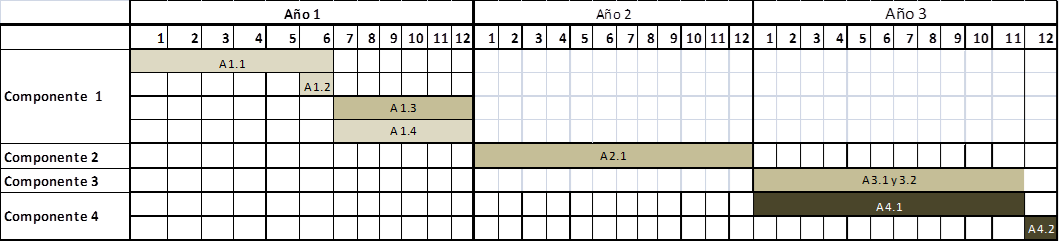 Año 1 Año 2 Año 3
1 2 3 4 5 6 7 8 9 10 11 12 1 2 3 4 5 6 7 8 9 10 11 12 1 2 3 4 5 6 7 8 9 10 11 12
Componente 1
A1.1
A1.2
A1.3
A1.4
Componente 2 A2.1
Componente 3 A3.1 y 3.2
Componente 4
A4.1
A4.2